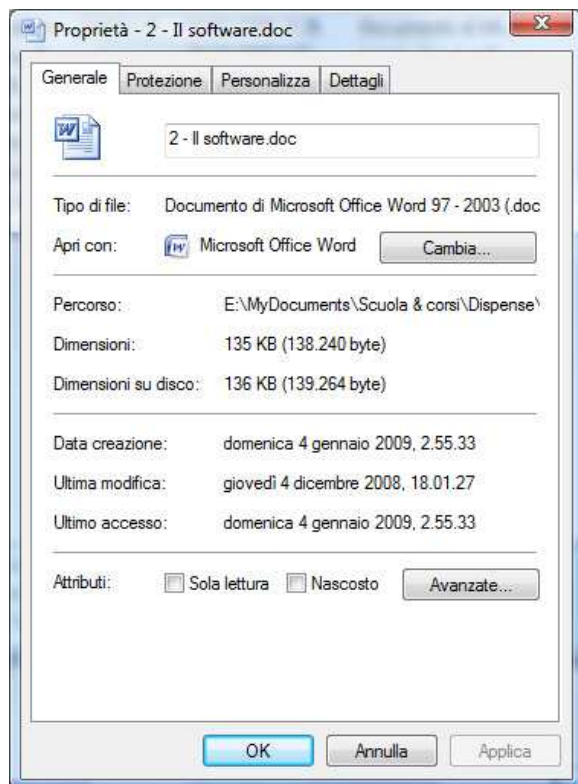 Proprietà - 2 - Il software.doc
Generale Protezione Personalizza Dettagli
2 - Il software.doc
Tipo di file: Documento di Microsoft Office Word 97 - 2003 (.doc
Apri con: Microsoft Office Word Cambia...
Percorso: E:\MyDocuments\Scuola & corsi\Dispense\
Dimensioni: 135 KB (138.240 byte)
Dimensioni su disco: 136 KB (139.264 byte)
Data creazione: domenica 4 gennaio 2009, 2.55.33
Ultima modifica: giovedì 4 dicembre 2008, 18.01.27
Ultimo accesso: domenica 4 gennaio 2009, 2.55.33
Attributi: Sola lettura Nascosto Avanzate...
OK Annulla Applica